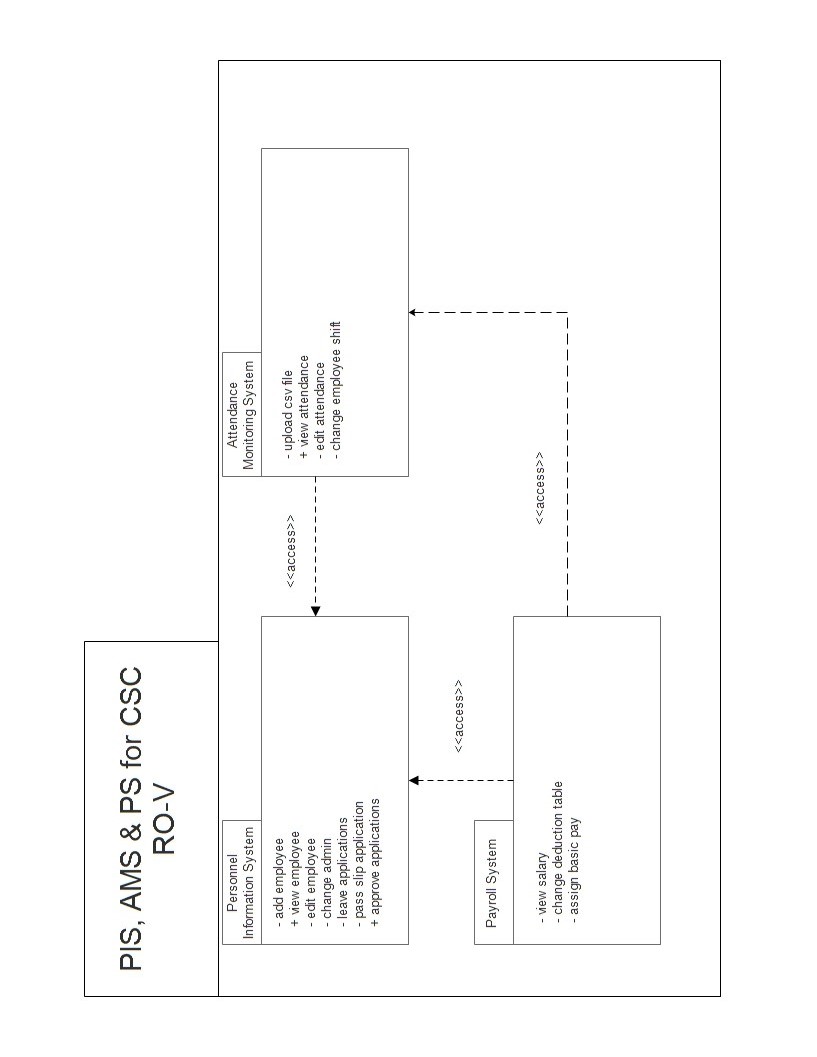 PIS, AMS & PS for CSC
RO-V
Personnel
Information System
- add employee
+ view employee
- edit employee
- change admin
- leave applications
- pass slip application
+ approve applications
<<access>>
Attendance
Monitoring System
- upload csv file
+ view attendance
- edit attendance
- change employee shift
<<access>>
Payroll System
- view salary
- change deduction table
- assign basic pay
<<access>>